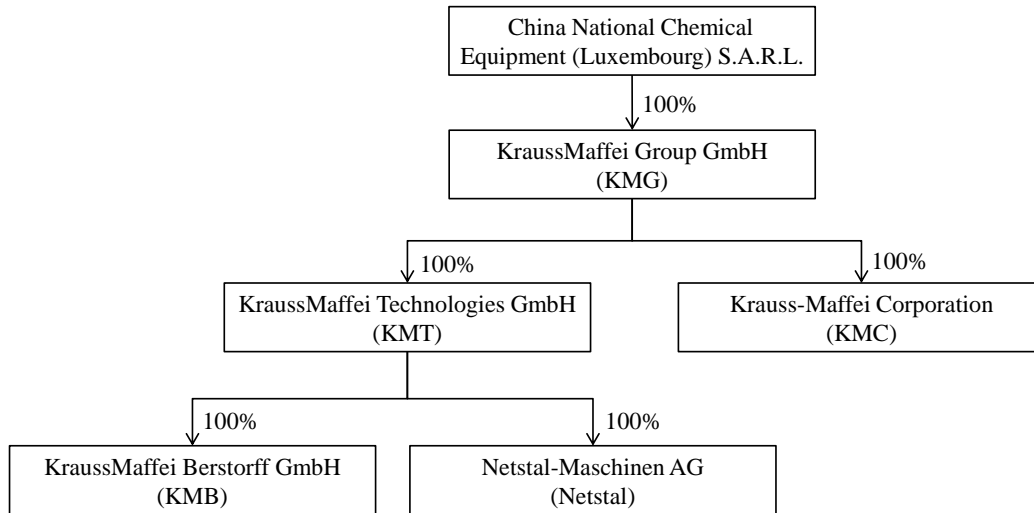 China National Chemical
Equipment (Luxembourg) S.A.R.L.
100%
KraussMaffei Group GmbH
(KMG)
100%
100%
KraussMaffei Technologies GmbH
(KMT)
Krauss-Maffei Corporation
(KMC)
100%
100%
KraussMaffei Berstorff GmbH
(KMB)
Netstal-Maschinen AG
(Netstal)